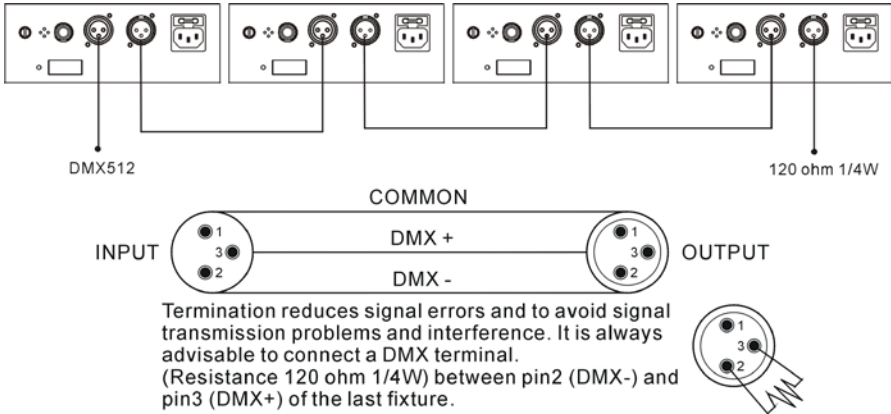 DMX512
120 ohm 1/4W
COMMON
INPUT
1
DMX +
3
DMX -
2
1
3
2
OUTPUT
Termination reduces signal errors and to avoid signal
transmission problems and interference. It is always
advisable to connect a DMX terminal.
(Resistance 120 ohm 1/4W) between pin2 (DMX-) and
pin3 (DMX+) of the last fixture.
1
3
2